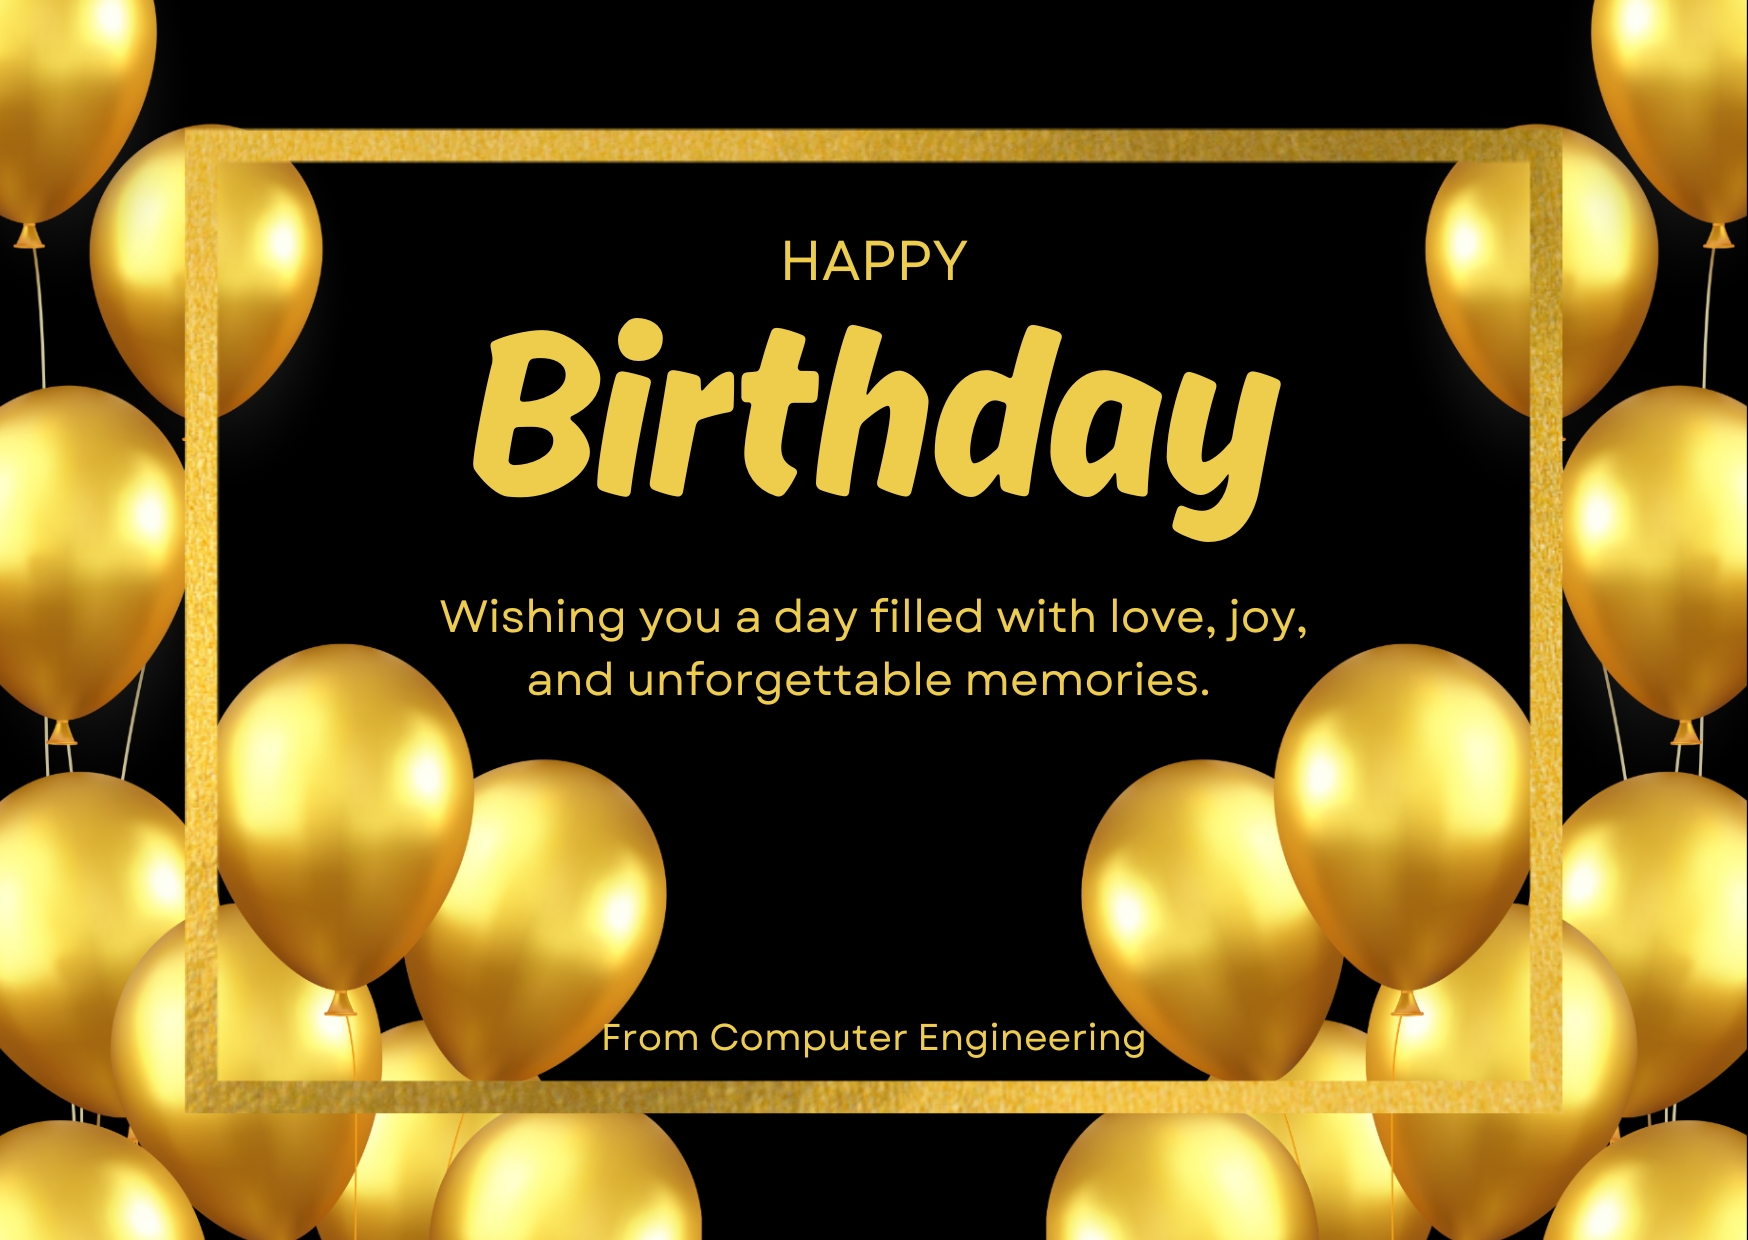 HAPPY
Birthday
Wishing you a day filled with love, joy,
and unforgettable memories.
From Computer Engineering